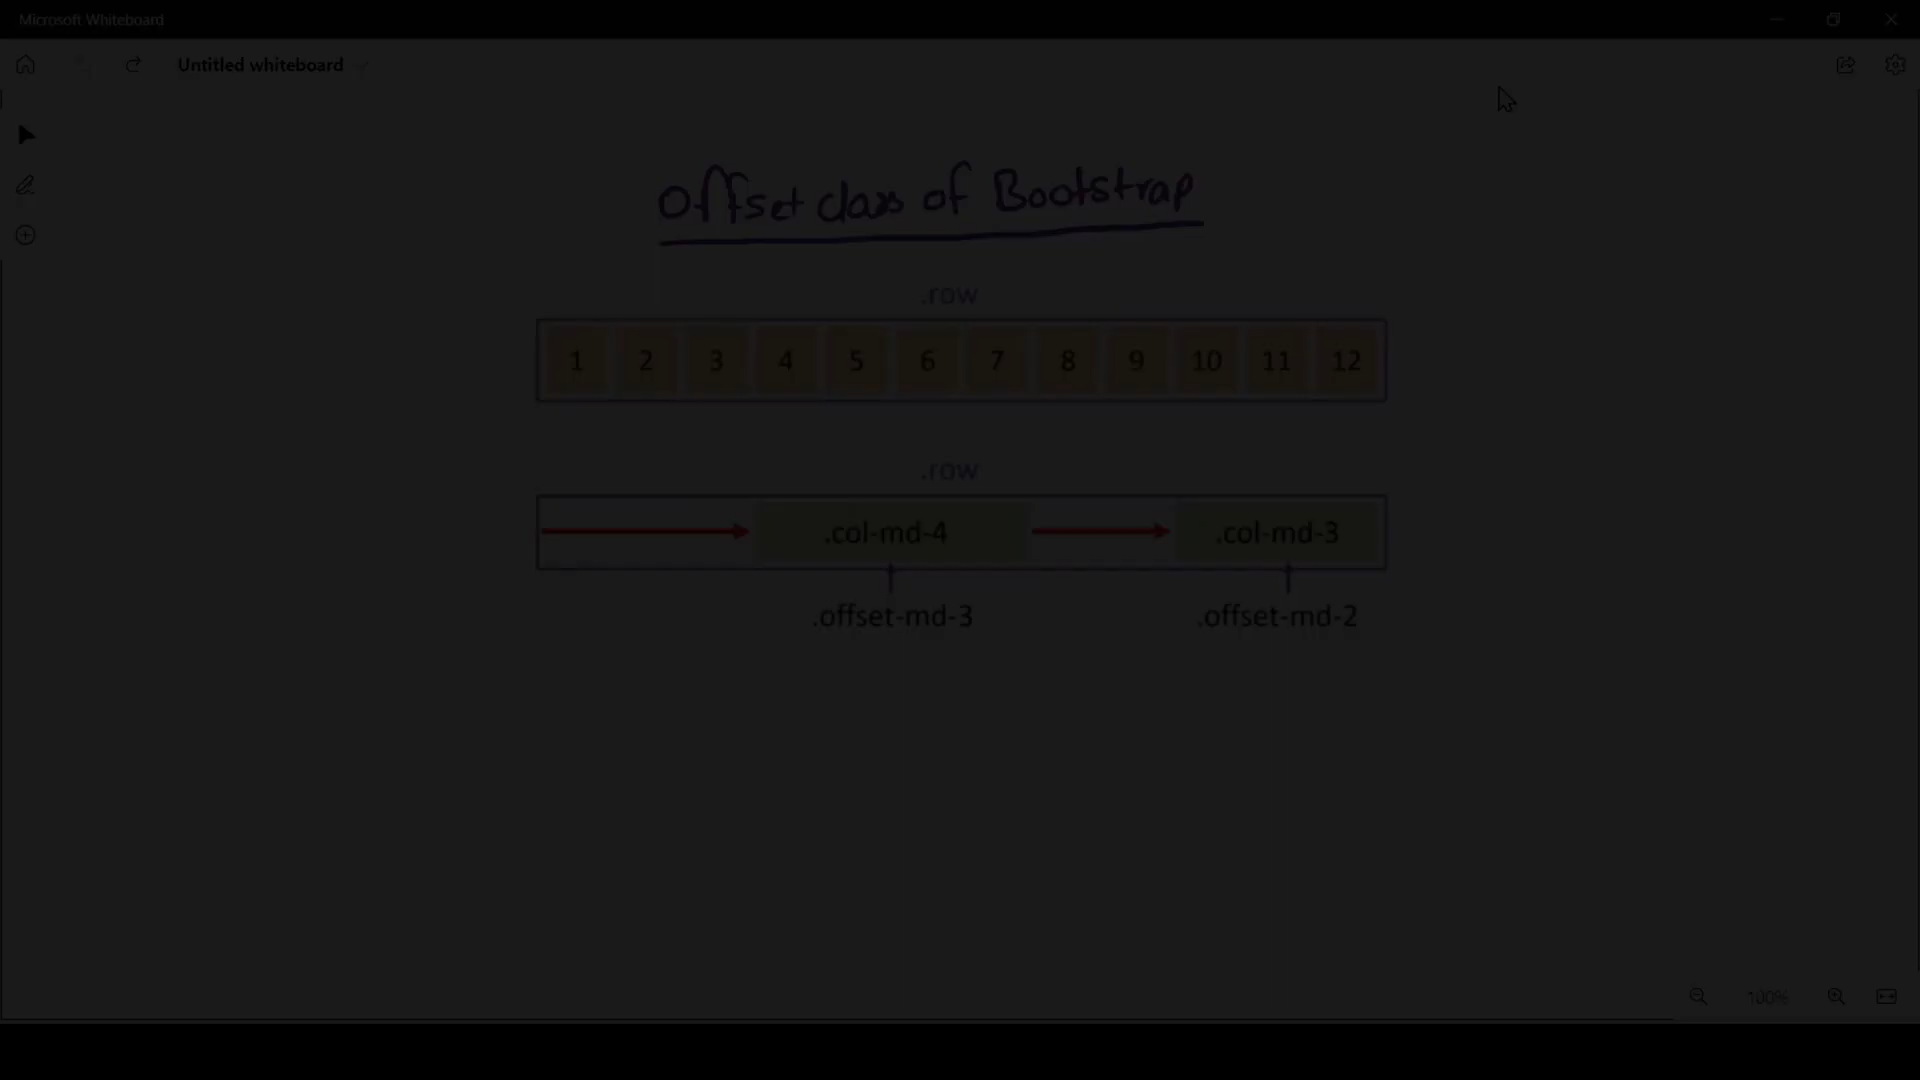 Microsoft Whiteboard
Untitled whiteboard
Offset class of Bootstrap
.row
1 2 3 4 5 6 7 8 9 10 11 12
.row
.col-md-4 .col-md-3
.offset-md-3 .offset-md-2
100%